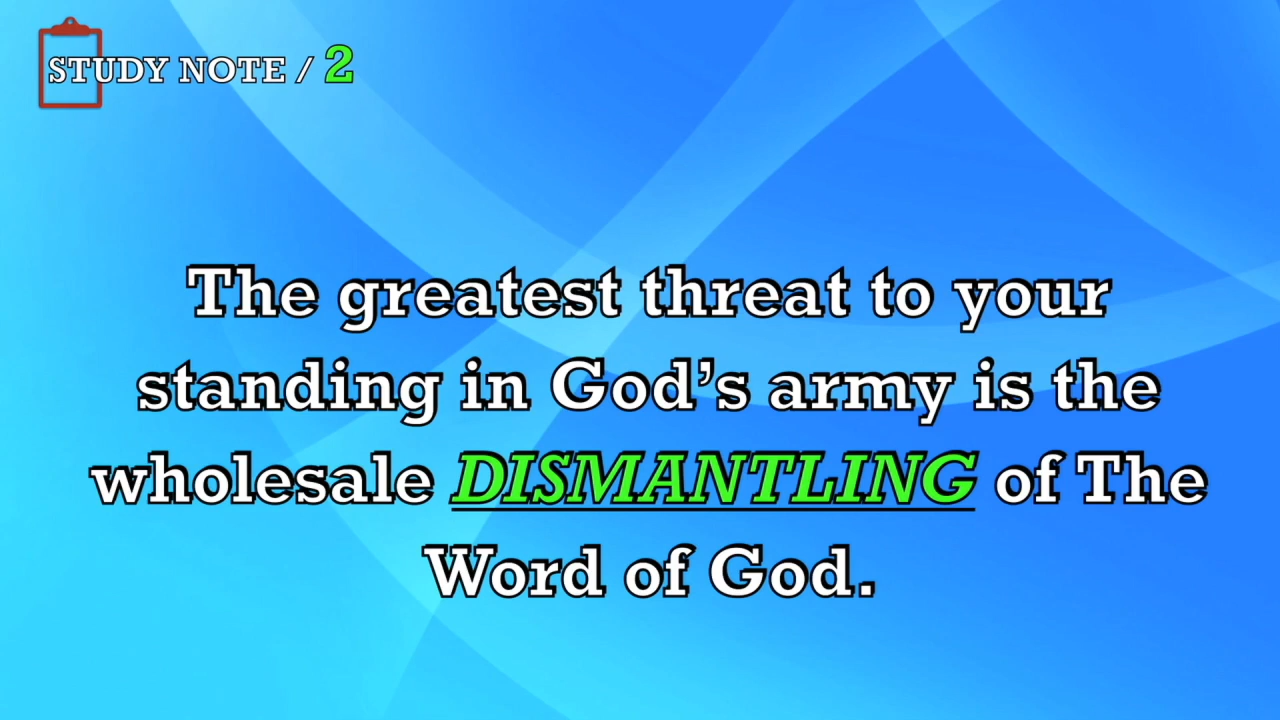 STUDY NOTE / 2
The greatest threat to your
standing in God’s army is the
wholesale DISMANTLING of The
Word of God.